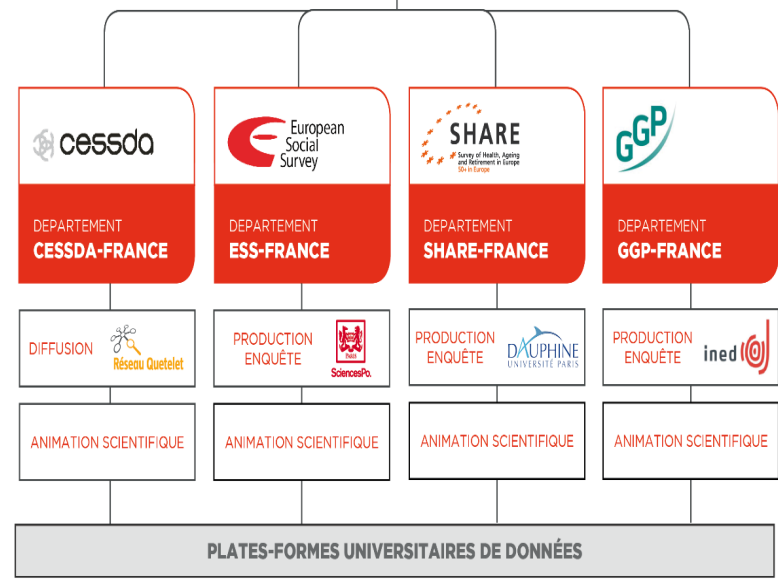 cessda
DEPARTEMENT
CESSDA-FRANCE
DIFFUSION
Réseau Quetelet
ANIMATION SCIENTIFIQUE
European
Social
Survey
DEPARTEMENT
ESS-FRANCE
PRODUCTION
ENQUÊTE
SciencesPo.
ANIMATION SCIENTIFIQUE
SHARE
Survey of Health, Ageing
and Retirement in Europe
50+ in Europe
DEPARTEMENT
SHARE-FRANCE
PRODUCTION
ENQUÊTE
DAUPHINE
UNIVERSITÉ PARIS
ANIMATION SCIENTIFIQUE
GGP
DEPARTEMENT
GGP-FRANCE
PRODUCTION
ENQUÊTE
ined
ANIMATION SCIENTIFIQUE
PLATES-FORMES UNIVERSITAIRES DE DONNÉES